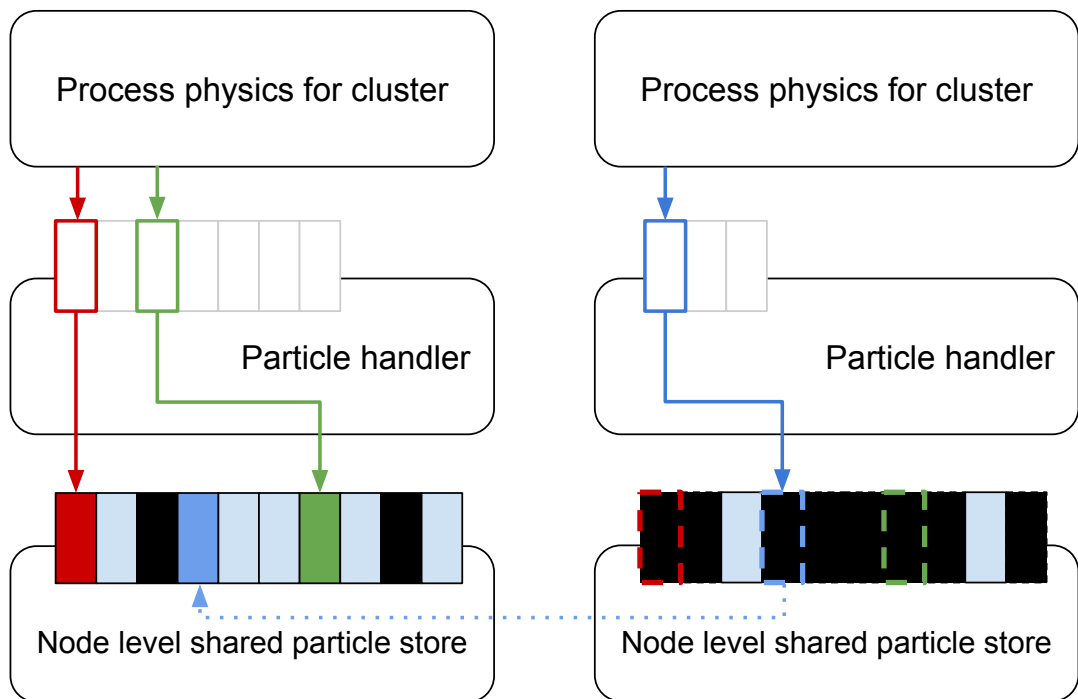 Process physics for cluster
Process physics for cluster
Particle handler
Particle handler
Node level shared particle store
Node level shared particle store